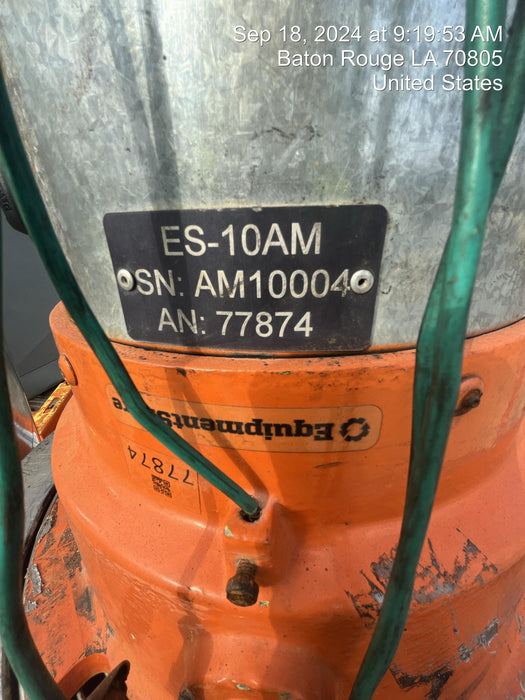 Sep 18, 2024 at 9:19:53 AM
Baton Rouge LA 70805
United States
ES-10AM
SN: AM10004
AN: 77874
77874